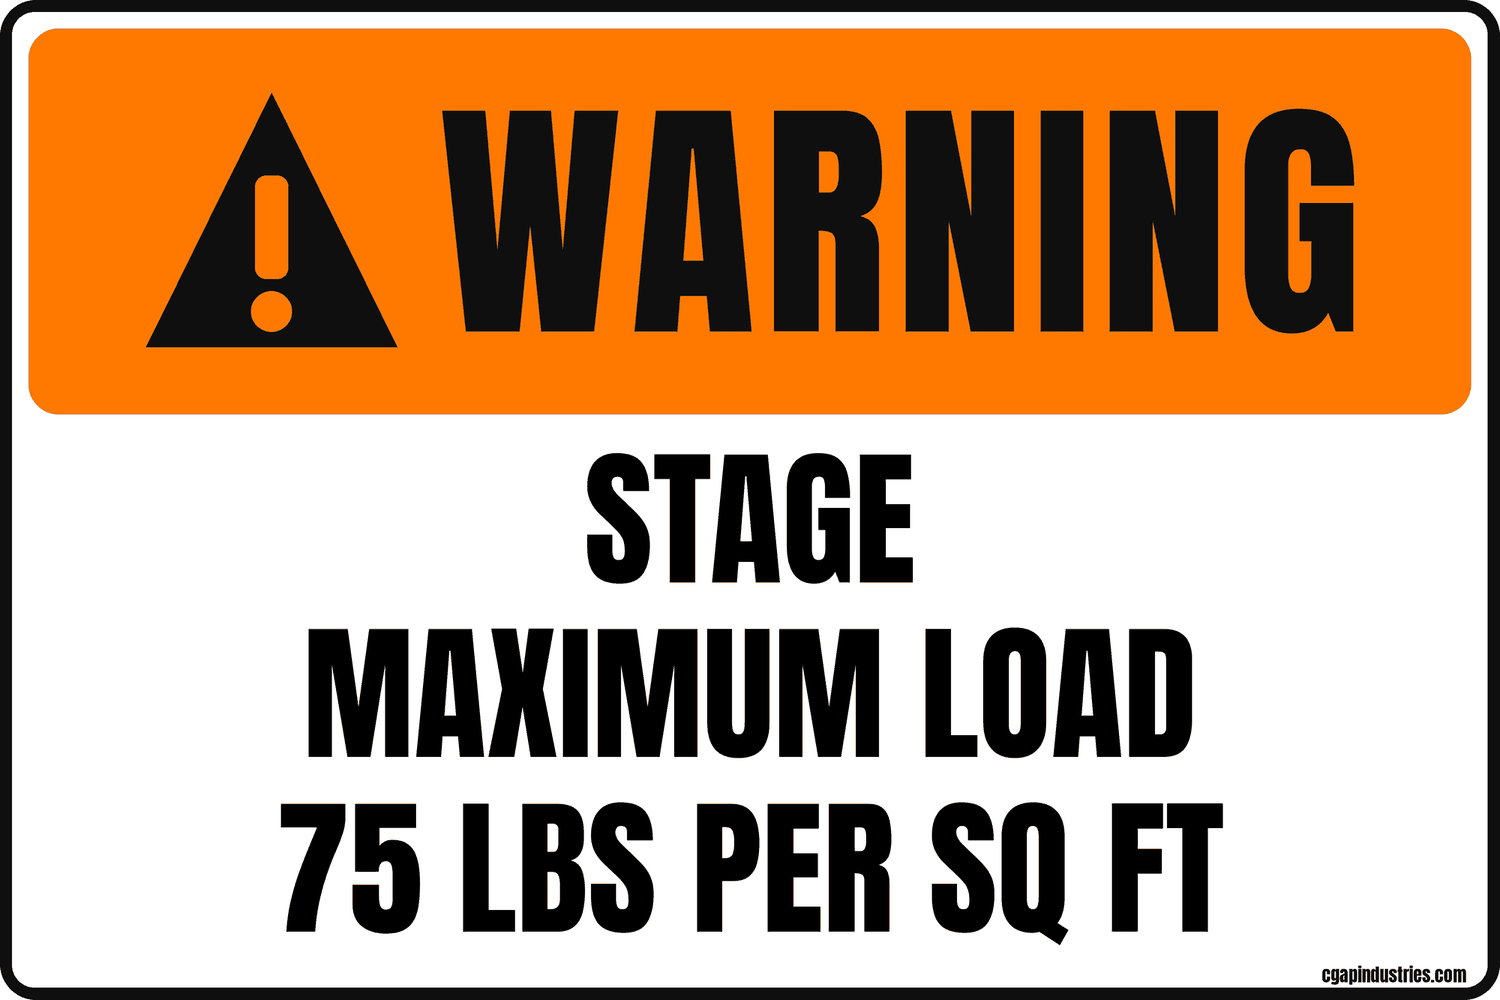 WARNING
STAGE
MAXIMUM LOAD
75 LBS PER SQ FT
cgapindustries.com